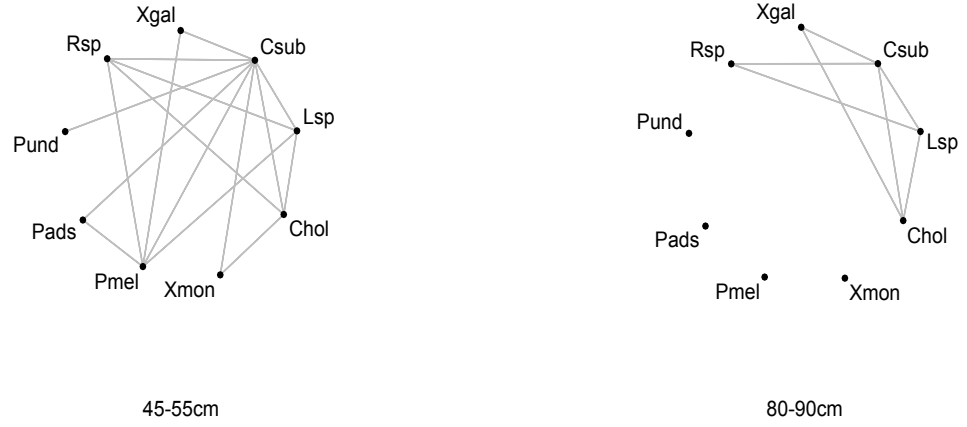 Xgal
Rsp
Csub
Lsp
Pund
Pads
Chol
Pmel
Xmon
45-55cm
Xgal
Rsp
Csub
Pund
Lsp
Pads
Chol
Pmel
Xmon
80-90cm